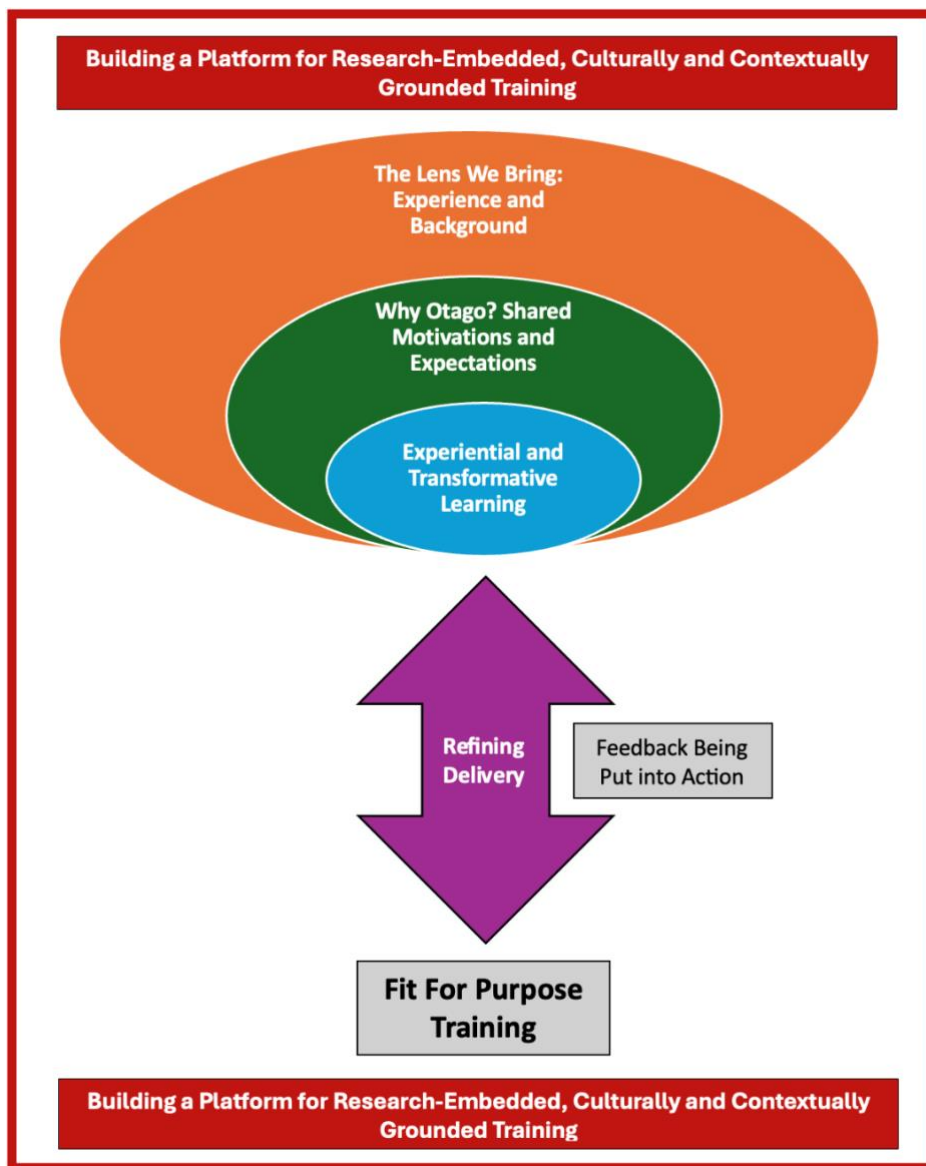 Building a Platform for Research-Embedded, Culturally and Contextually
Grounded Training
The Lens We Bring:
Experience and
Background
Why Otago? Shared
Motivations and
Expectations
Experiential and
Transformative
Learning
Refining
Delivery
Feedback Being
Put into Action
Fit For Purpose
Training
Building a Platform for Research-Embedded, Culturally and Contextually
Grounded Training